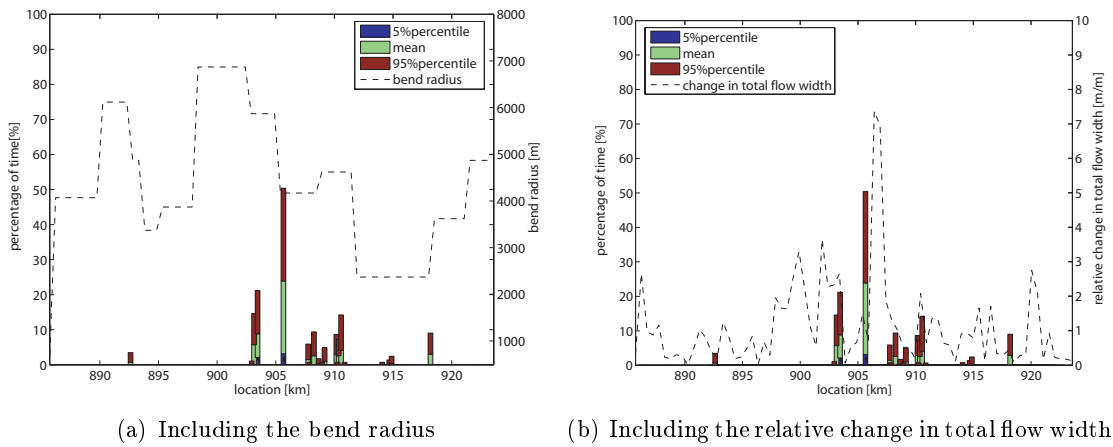 100
90
80
70
60
50
40
30
20
10
0
percentage of time[%]
5%percentile
mean
95%percentile
bend radius
8000
7000
6000
5000
4000
3000
2000
1000
bend radius [m]
890 895 900 905 910 915 920
location [km]
(a) Including the bend radius
100
90
80
70
60
50
40
30
20
10
0
percentage of time [%]
5%percentile
mean
95%percentile
change in total flow width
10
9
8
7
6
5
4
3
2
1
0
relative change in total flow width [m/m]
890 895 900 905 910 915 920
location [km]
(b) Including the relative change in total flow width